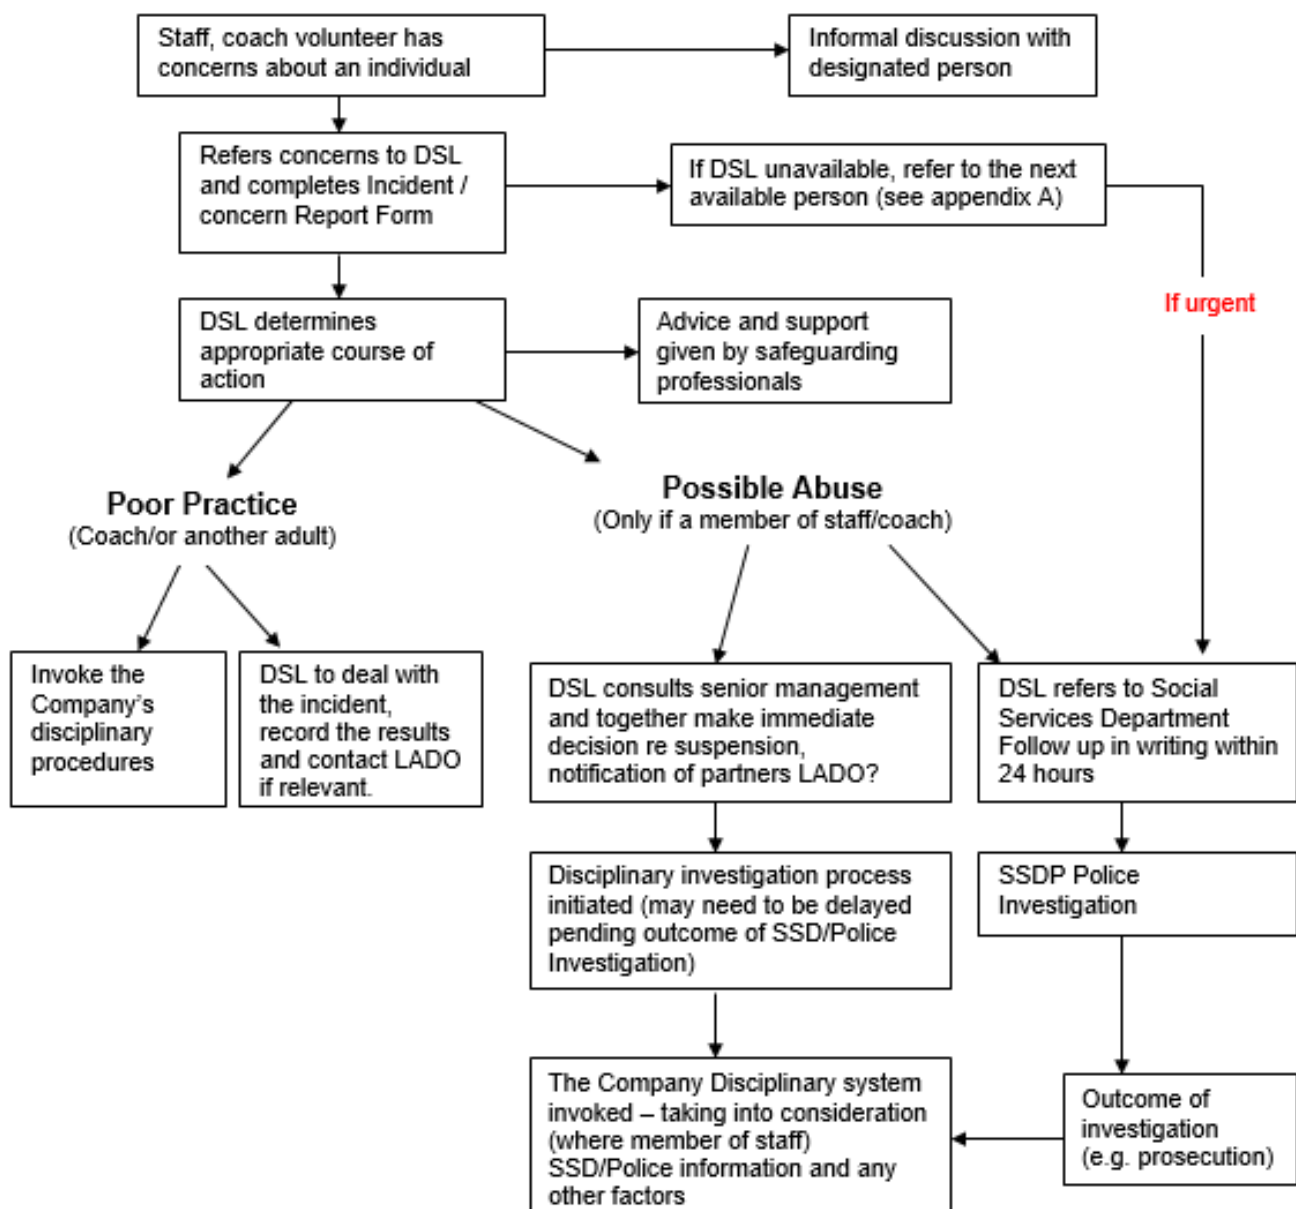 Staff, coach volunteer has
concerns about an individual
Informal discussion with
designated person
Refers concerns to DSL
and completes Incident /
concern Report Form
If DSL unavailable, refer to the next
available person (see appendix A)
If urgent
DSL determines
appropriate course of
action
Advice and support
given by safeguarding
professionals
Poor Practice
(Coach/or another adult)
Possible Abuse
(Only if a member of staff/coach)
Invoke the
Company's
disciplinary
procedures
DSL to deal with
the incident,
record the results
and contact LADO
if relevant.
DSL consults senior management
and together make immediate
decision re suspension,
notification of partners LADO?
DSL refers to Social
Services Department
Follow up in writing within
24 hours
Disciplinary investigation process
initiated (may need to be delayed
pending outcome of SSD/Police
Investigation)
SSDP Police
Investigation
The Company Disciplinary system
invoked – taking into consideration
(where member of staff)
SSD/Police information and any
other factors
Outcome of
investigation
(e.g. prosecution)